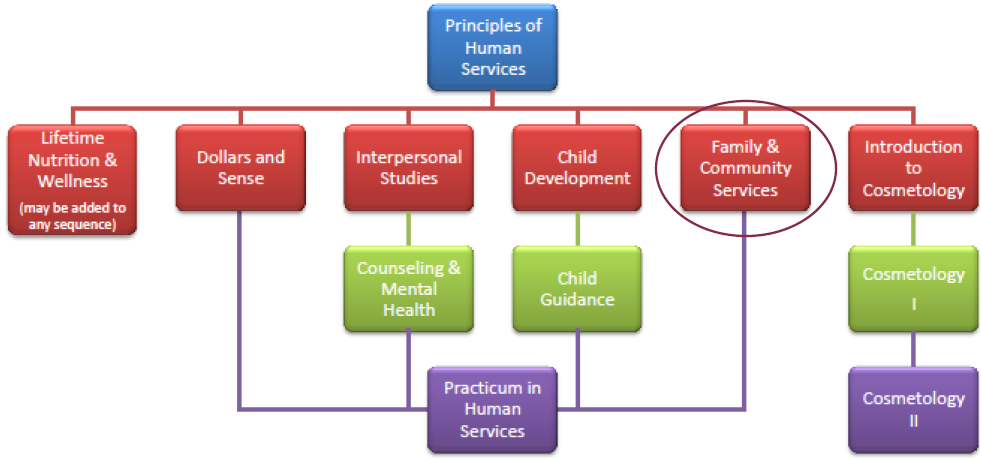 Principles of
Human
Services
Lifetime
Nutrition &
Wellness
(may be added to
any sequence)
Dollars and
Sense
Interpersonal
Studies
Child
Development
Family &
Community
Services
Introduction
to
Cosmetology
Counseling &
Mental
Health
Child
Guidance
Cosmetology
I
Practicum in
Human
Services
Cosmetology
II